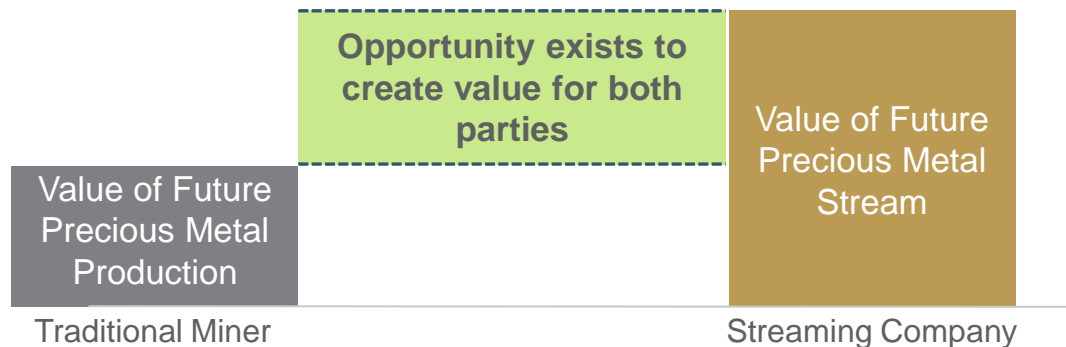 Opportunity exists to
create value for both
parties
Value of Future
Precious Metal
Production
Value of Future
Precious Metal
Stream
Traditional Miner
Streaming Company